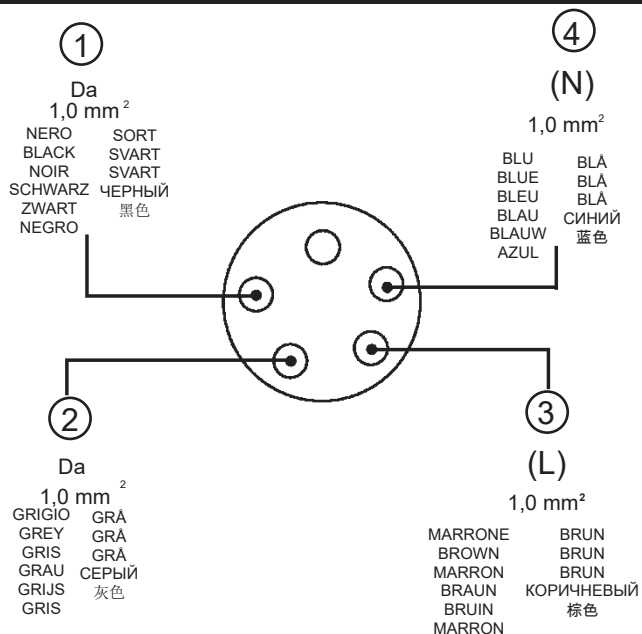 1
Da
1,0 mm²
NERO SORT
BLACK SVART
NOIR SVART
SCHWARZ ЧЕРНЫЙ
ZWART 黑色
NEGRO
4
(N)
1,0 mm²
BLU BLÅ
BLUE BLÅ
BLEU BLÅ
BLAU СИНИЙ
BLAUW 蓝色
AZUL
2
Da
1,0 mm²
GRIGIO GRÅ
GREY GRÅ
GRIS GRÅ
GRAU СЕРЫЙ
GRIJS 灰色
GRIS
3
(L)
1,0 mm²
MARRONE BRUN
BROWN BRUN
MARRON BRUN
BRAUN КОРИЧНЕВЫЙ
BRUIN 棕色
MARRON